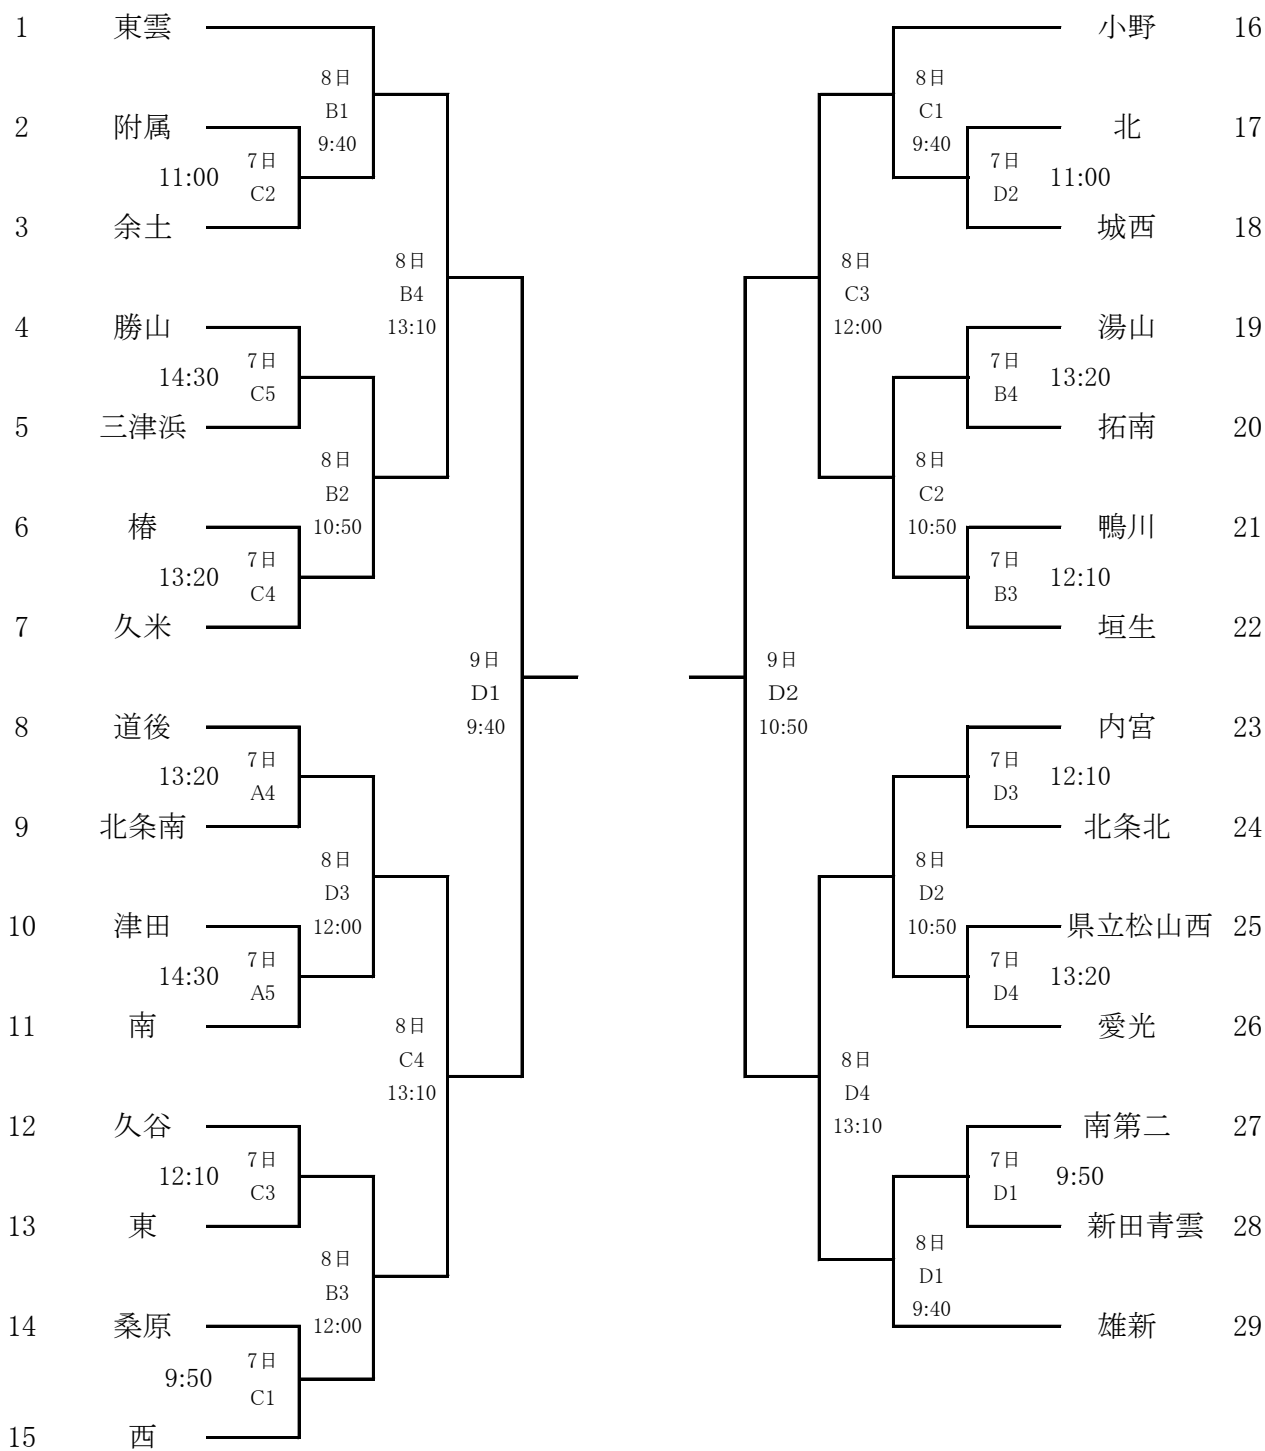 1 東雲
8日
B1
9:40
2 附属
11:00 7日
C2
3 余土
8日
B4
13:10
4 勝山
14:30 7日
C5
5 三津浜
8日
B2
10:50
6 椿
13:20 7日
C4
7 久米
9日
D1
9:40
8 道後
13:20 7日
A4
9 北条南
8日
D3
12:00
10 津田
14:30 7日
A5
11 南
8日
C4
13:10
12 久谷
12:10 7日
C3
13 東
8日
B3
12:00
14 桑原
9:50 7日
C1
15 西
小野 16
8日
C1
9:40
北 17
7日 11:00
D2
城西 18
8日
C3
12:00
湯山 19
7日 13:20
B4
拓南 20
8日
C2
10:50
鴨川 21
7日 12:10
B3
垣生 22
9日
D2
10:50
内宮 23
7日 12:10
D3
北条北 24
8日
D2
10:50
県立松山西 25
7日 13:20
D4
愛光 26
8日
D4
13:10
南第二 27
7日 9:50
D1
新田青雲 28
8日
D1
9:40
雄新 29